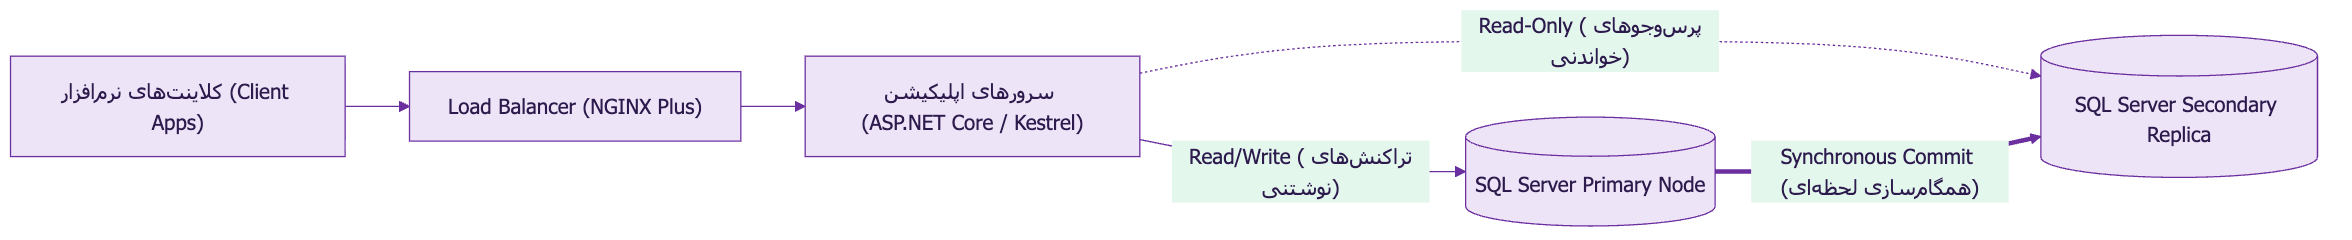 کلاینت‌های نرم‌افزار (Client
Apps)
Load Balancer (NGINX Plus)
سرورهای اپلیکیشن
(ASP.NET Core / Kestrel)
Read-Only ( پرس‌وجوهای
خواندنی)
Read/Write ( تراکنش‌های
نوشتنی)
SQL Server Primary Node
Synchronous Commit
(همگام‌سازی لحظه‌ای)
SQL Server Secondary
Replica